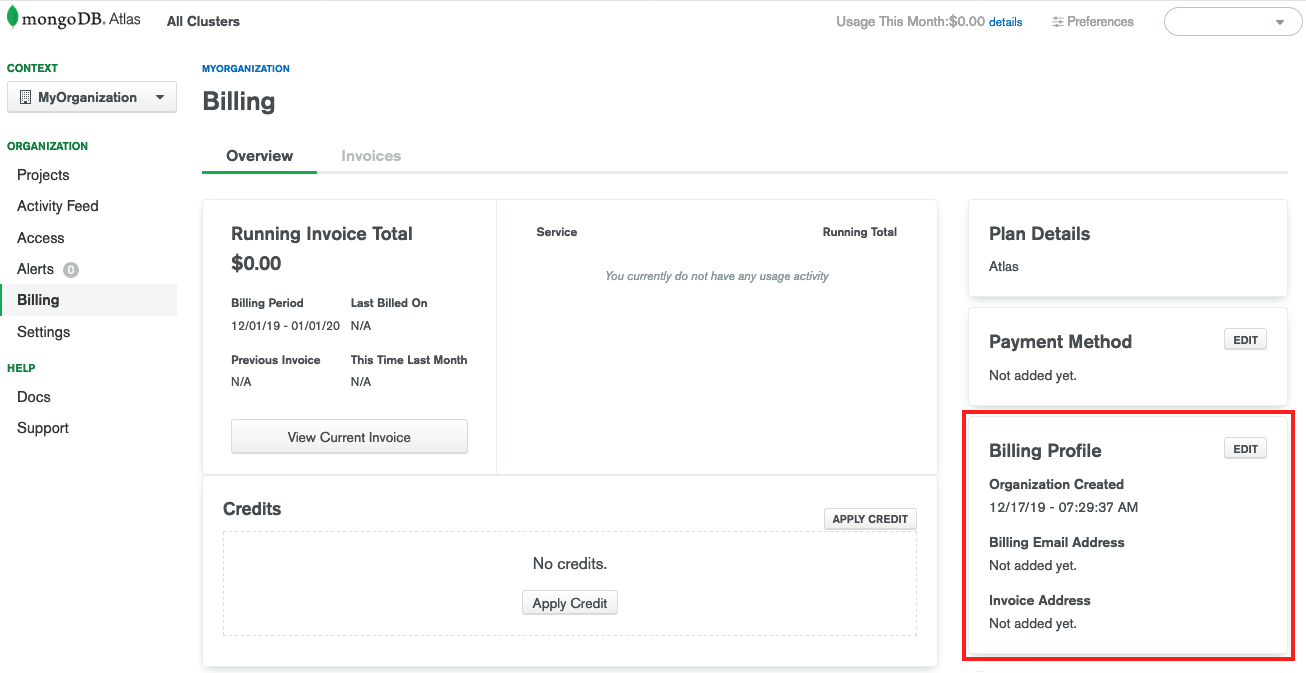 mongoDB. Atlas All Clusters Usage This Month:$0.00 details Preferences
CONTEXT
MyOrganization
ORGANIZATION
Projects
Activity Feed
Access
Alerts 0
Billing
Settings
HELP
Docs
Support
MYORGANIZATION
Billing
Overview Invoices
Running Invoice Total
$0.00
Billing Period Last Billed On
12/01/19 - 01/01/20 N/A
Previous Invoice This Time Last Month
N/A N/A
View Current Invoice
Service Running Total
You currently do not have any usage activity
Credits
APPLY CREDIT
No credits.
Apply Credit
Plan Details
Atlas
Payment Method EDIT
Not added yet.
Billing Profile EDIT
Organization Created
12/17/19 - 07:29:37 AM
Billing Email Address
Not added yet.
Invoice Address
Not added yet.